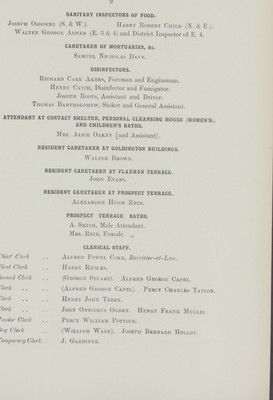 9
SANITARY INSPECTORS OF FOOD.
JOSEPH OSBORNE (S. & W.). HARRY ROBERT CHILD (N. & E.);
WALTER GEORGE AUGER (E. 3 & 4) and District Inspector of E. 4.
CARETAKER OF MORTUARIES, &c.
SAMUEL NICHOLAS DAVE.
DISINFECTORS.
RICHARD CARR AKERS, Foreman and Engineman.
HENRY CATCH, Disinfector and Fumigator.
JOSEPH ROOTS, Assistant and Driver.
THOMAS BARTHOLOMEW, Stoker and General Assistant.
ATTENDANT AT CONTACT SHELTER, PERSONAL CLEANSING HOUSE (WOMEN'S),
AND CHILDREN'S BATHS.
MRS. ALICE OAKEY [and Assistant].
RESIDENT CARETAKER AT GOLDINGTON BUILDINGS.
WALTER BROWN.
RESIDENT CARETAKER AT FLAXMAN TERRACE.
JOHN EVANS.
RESIDENT CARETAKER AT PROSPECT TERRACE.
ALEXANDER HUGH REID.
PROSPECT TERRACE BATHS.
A. SMITH, Male Attendant.
MRS. REID, Female ,,
CLERICAL STAFF.
Chief Clerk .. ALFRED POWEL COKE, Barrister-at-Law.
First Clerk .. HARRY RICHES.
Second Clerk .. (GEORGE STUART). ALFRED GEORGE CAPEL.
Clerk .. .. (ALFRED GEORGE CAPEL). PERCY CHARLES TAYLOR.
Clerk .. .. HENRY JOHN TERRY.
Clerk .. .. JOHN ONESIMUS OGDEN. HENRY FRANK MULLIS
Junior Clerk .. PERCY WILLIAM POTTIER.
Boy Clerk .. (WILLIAM WADE). JOSEPH BERNARD MOLLOY.
Temporary Clerk .. J. GARDINER.